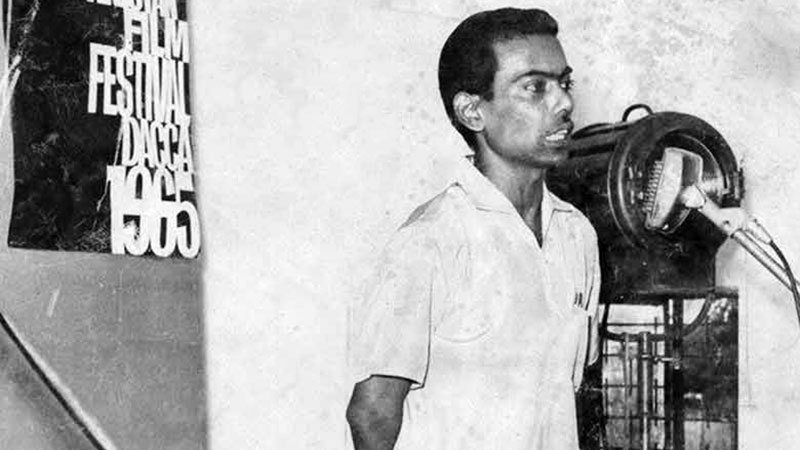 FILM
FESTIVAL
DACCA
1965